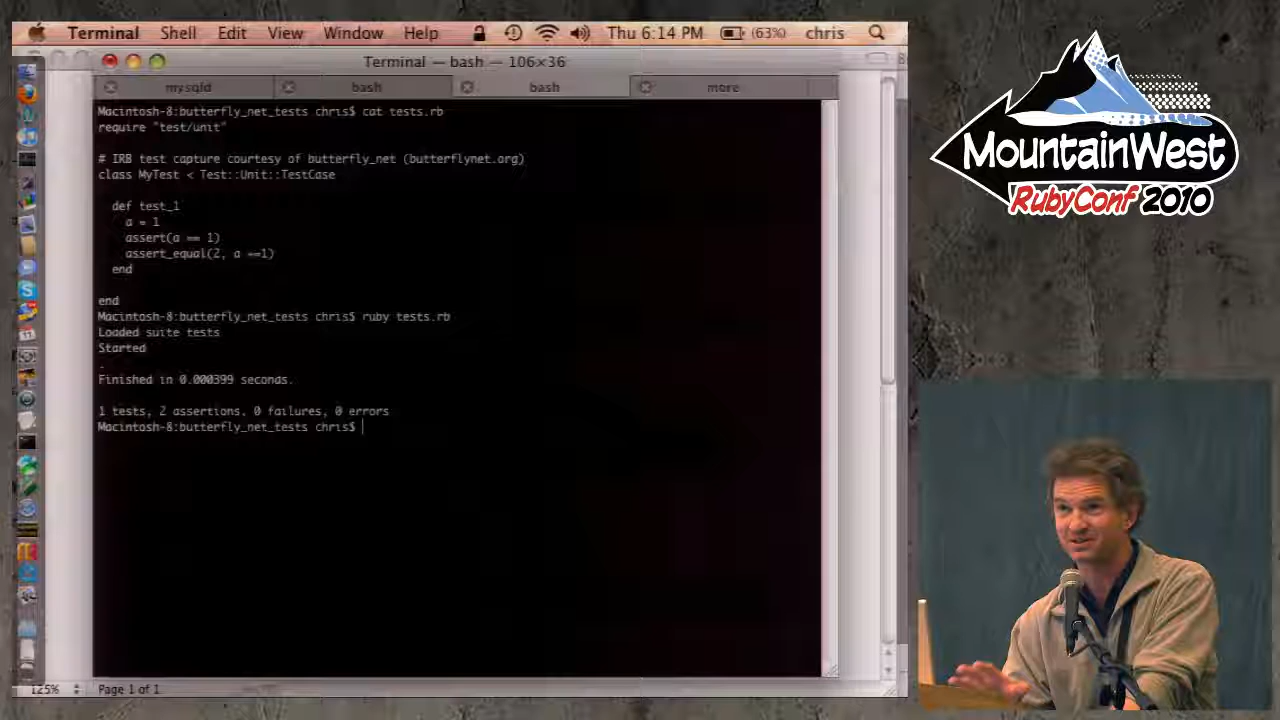 Terminal Shell Edit View Window Help Thu 6:14 PM (63%) chris
Terminal — bash — 106×36
mysqld bash bash more
Macintosh-8:butterfly_net_tests chris$ cat tests.rb
require "test/unit"
# IRB test capture courtesy of butterfly_net (butterflynet.org)
class MyTest < Test::Unit::TestCase
def test_1
a = 1
assert(a == 1)
assert_equal(2, a +=1)
end
end
Macintosh-8:butterfly_net_tests chris$ ruby tests.rb
Loaded suite tests
Started
.
Finished in 0.000399 seconds.
1 tests, 2 assertions, 0 failures, 0 errors
Macintosh-8:butterfly_net_tests chris$
125% Page 1 of 1
MountainWest
RubyConf 2010